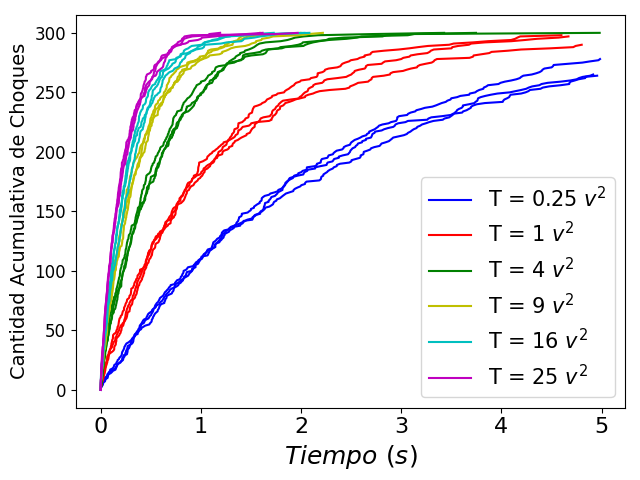 300
250
200
150
100
50
0
Cantidad Acumulativa de Choques
T = 0.25 v²
T = 1 v²
T = 4 v²
T = 9 v²
T = 16 v²
T = 25 v²
0 1 2 3 4 5
Tiempo (s)